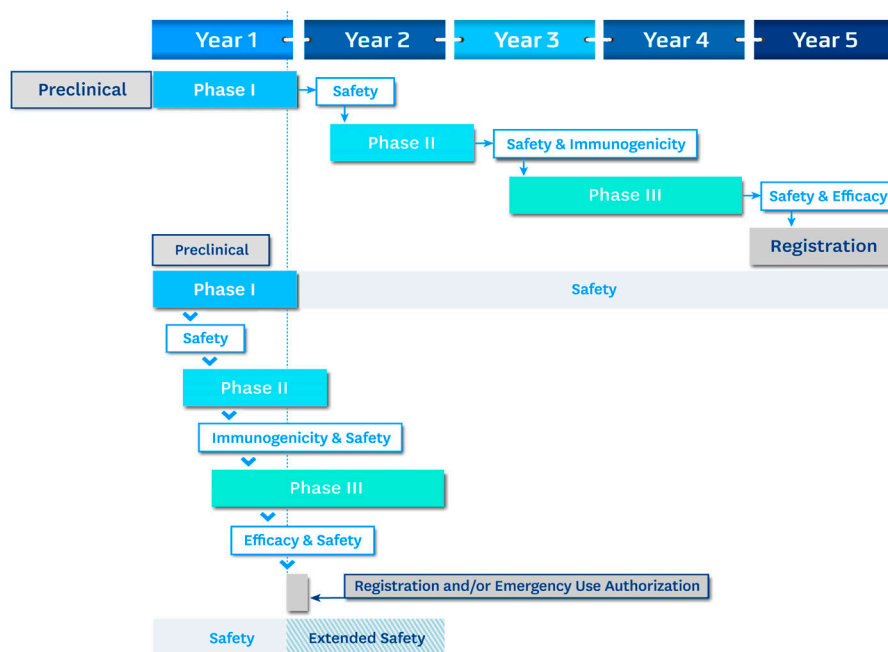 Year 1
Year 2
Year 3
Year 4
Year 5
Preclinical
Phase I
Safety
Phase II
Safety & Immunogenicity
Phase III
Safety & Efficacy
Registration
Preclinical
Phase I
Safety
Safety
Phase II
Immunogenicity & Safety
Phase III
Efficacy & Safety
Registration and/or Emergency Use Authorization
Safety
Extended Safety